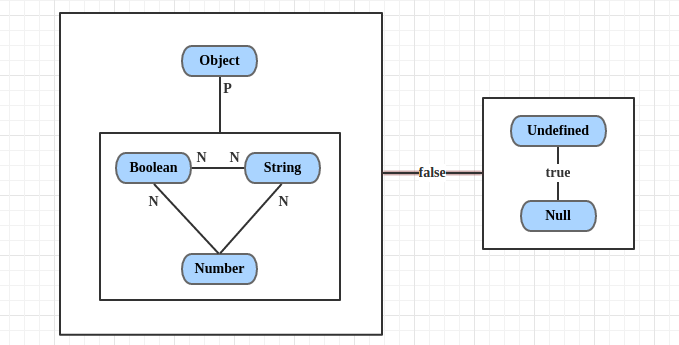 Object
P
Boolean
N
N
String
N
N
Number
false
Undefined
true
Null